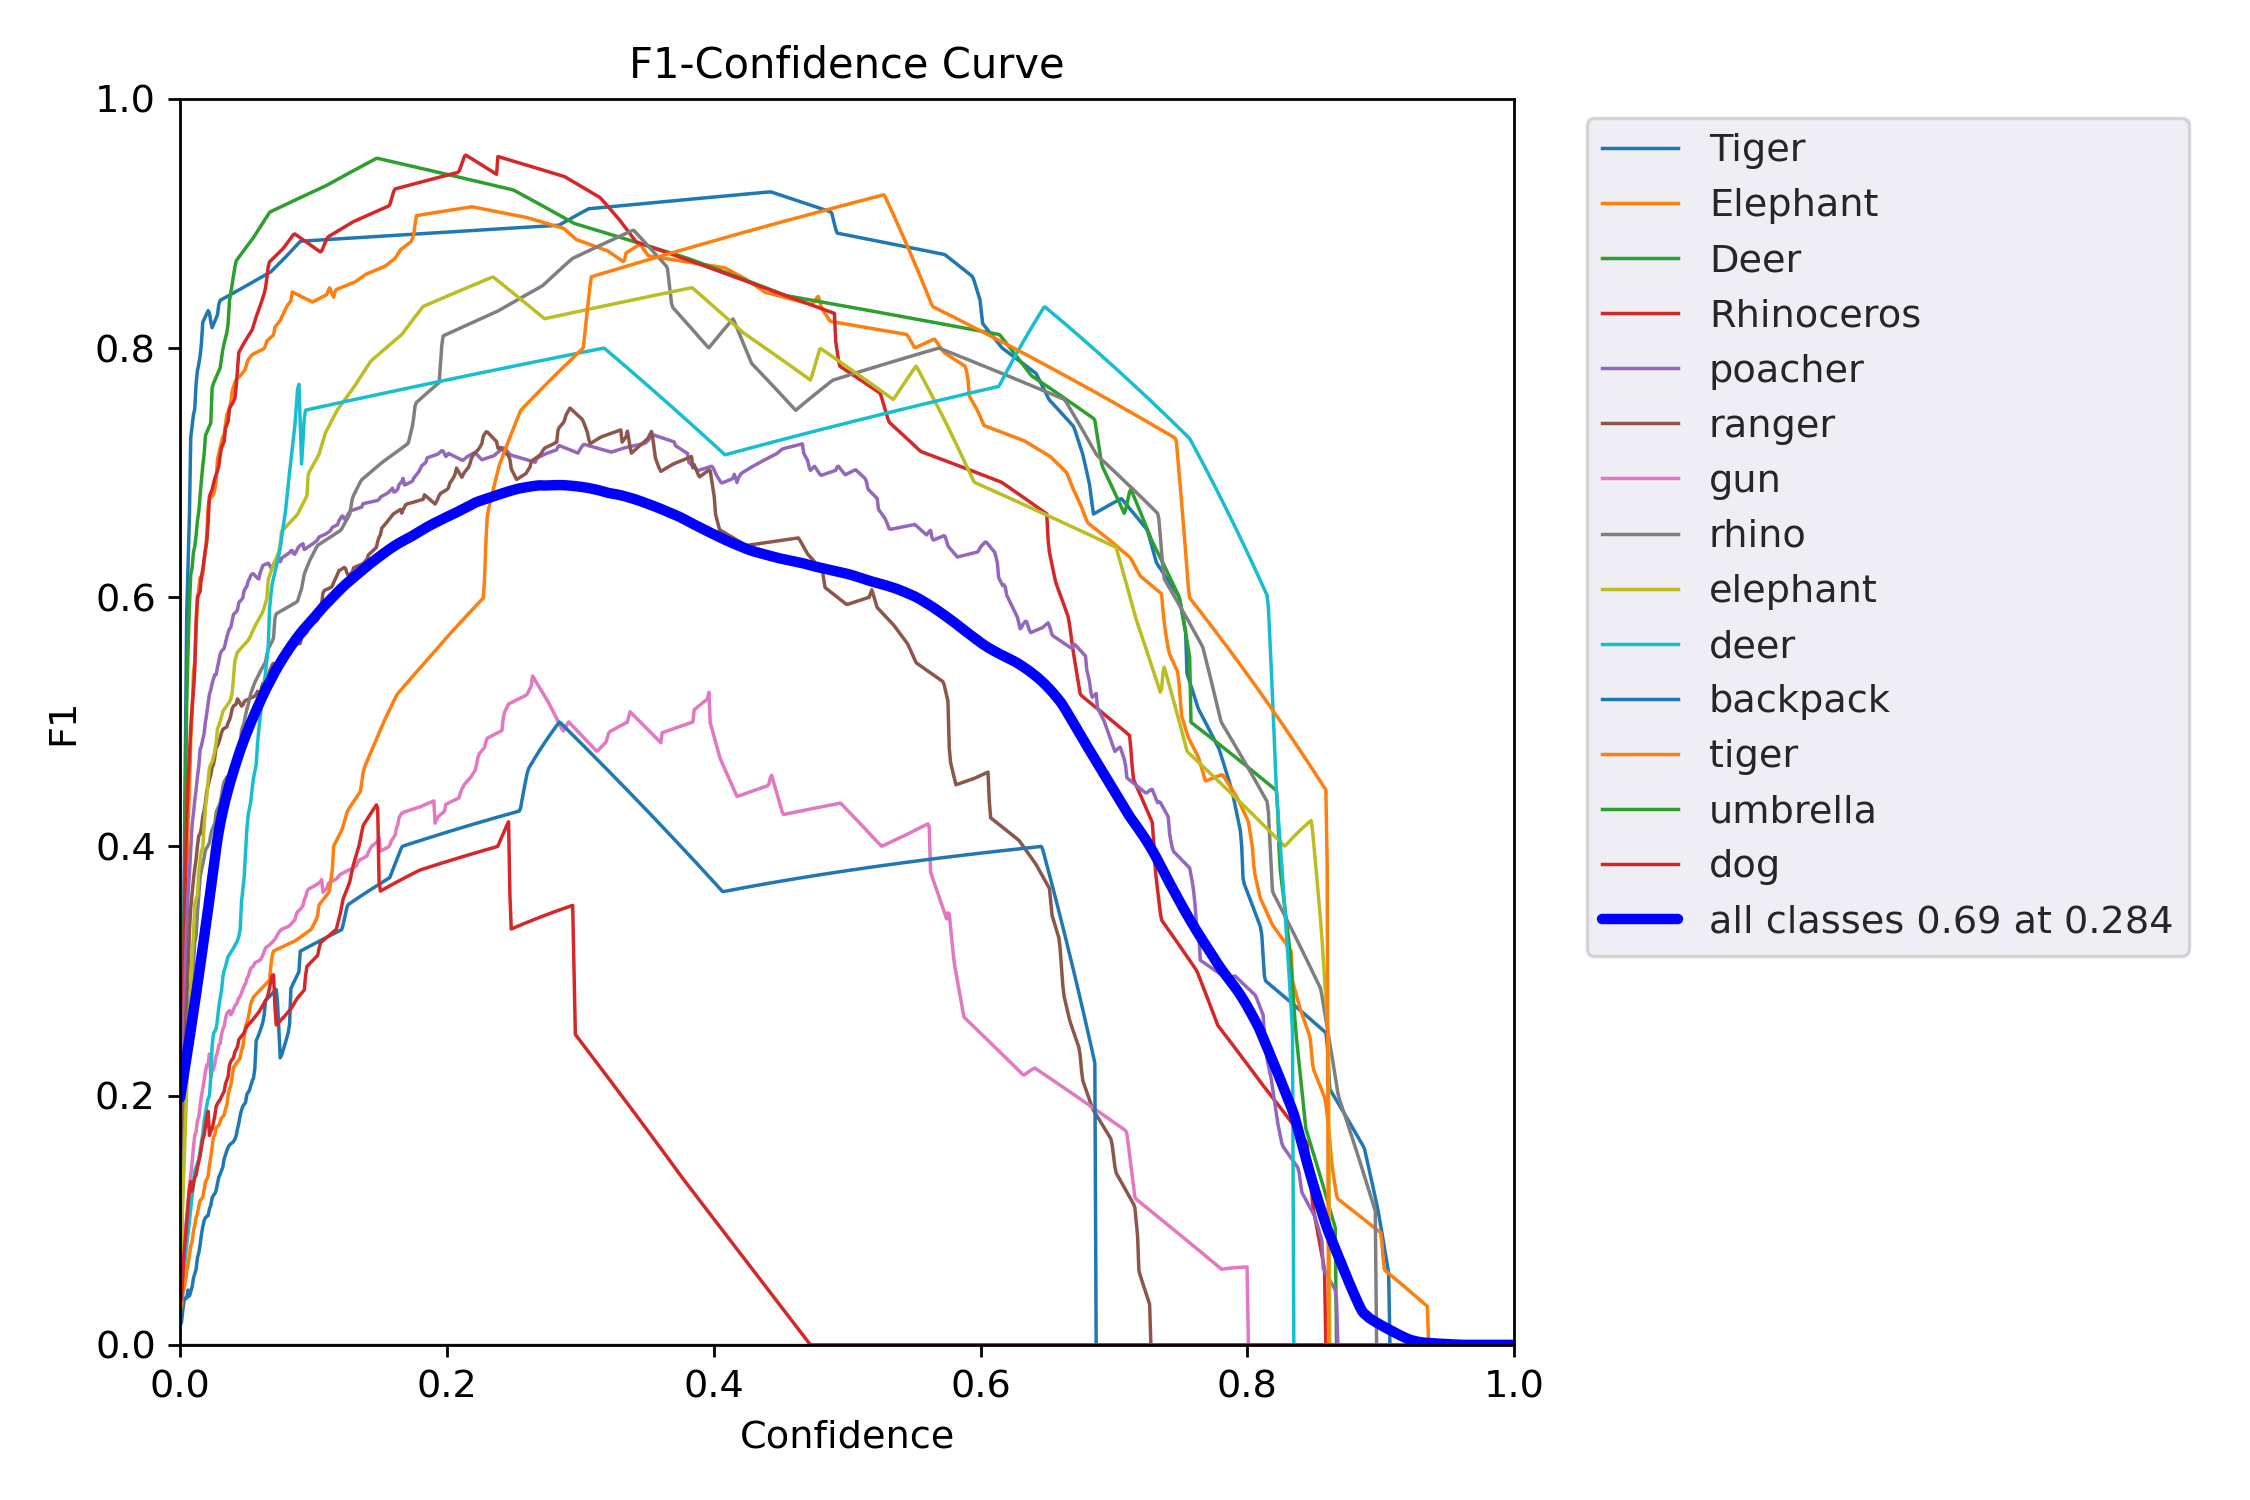 F1-Confidence Curve
1.0
0.8
0.6
0.4
0.2
0.0
F1
0.0 0.2 0.4 0.6 0.8 1.0
Confidence
Tiger
Elephant
Deer
Rhinoceros
poacher
ranger
gun
rhino
elephant
deer
backpack
tiger
umbrella
dog
all classes 0.69 at 0.284